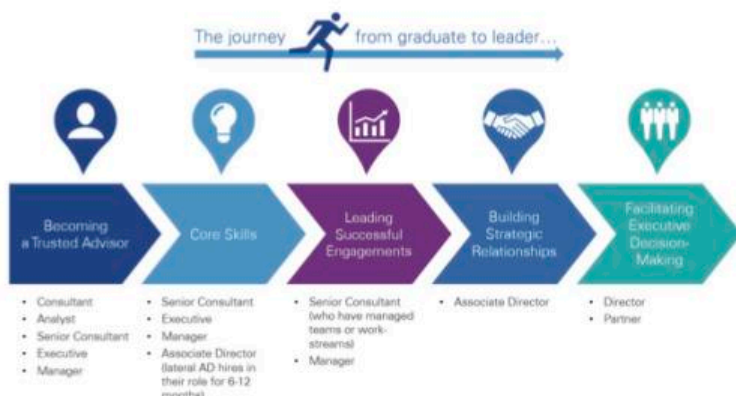 The journey from graduate to leader...
Becoming
a Trusted Advisor
Core Skills
Leading
Successful
Engagements
Building
Strategic
Relationships
Facilitating
Executive
Decision-
Making
• Consultant
• Analyst
• Senior Consultant
• Executive
• Manager
• Senior Consultant
• Executive
• Manager
• Associate Director
(lateral AD hires in
their role for 6-12
months)
• Senior Consultant
(who have managed
teams or work-
streams)
• Manager
• Associate Director
• Director
• Partner